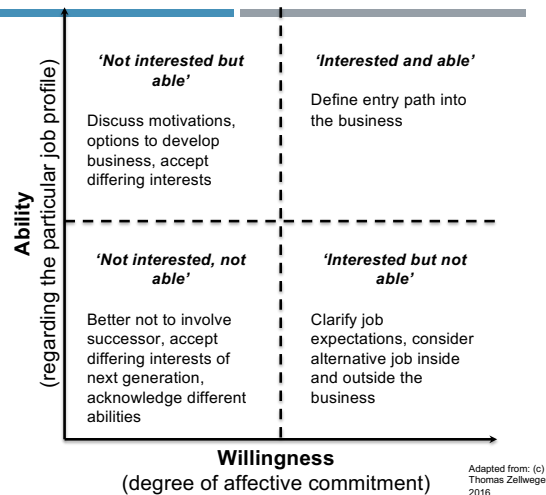 ‘Not interested but
able’
Discuss motivations,
options to develop
business, accept
differing interests
‘Interested and able’
Define entry path into
the business
Ability
(regarding the particular job profile)
‘Not interested, not
able’
Better not to involve
successor, accept
differing interests of
next generation,
acknowledge different
abilities
‘Interested but not
able’
Clarify job
expectations, consider
alternative job inside
and outside the
business
Willingness
(degree of affective commitment)
Adapted from: (c)
Thomas Zellwege
2016